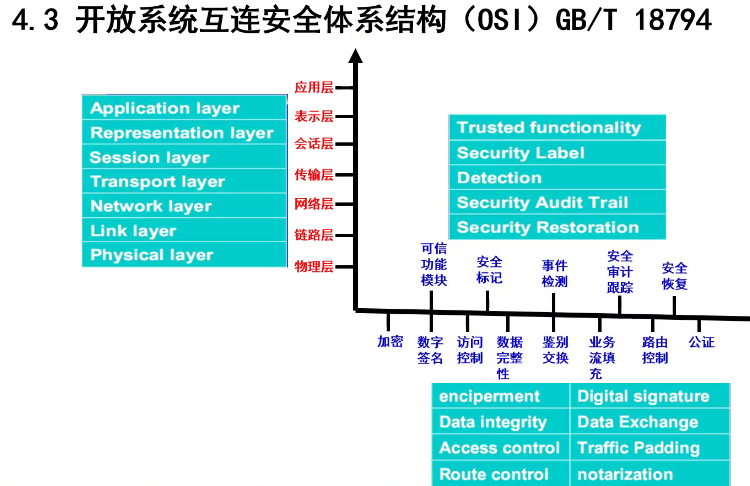 4.3 开放系统互连安全体系结构（OSI）GB/T 18794
Application layer
Representation layer
Session layer
Transport layer
Network layer
Link layer
Physical layer
应用层
表示层
会话层
传输层
网络层
链路层
物理层
Trusted functionality
Security Label
Detection
Security Audit Trail
Security Restoration
可信
功能
模块
安全
标记
事件
检测
安全
审计
跟踪
安全
恢复
加密
数字
签名
访问
控制
数据
完整
性
鉴别
交换
业务
流填
充
路由
控制
公证
enciperment
Digital signature
Data integrity
Data Exchange
Access control
Traffic Padding
Route control
notarization